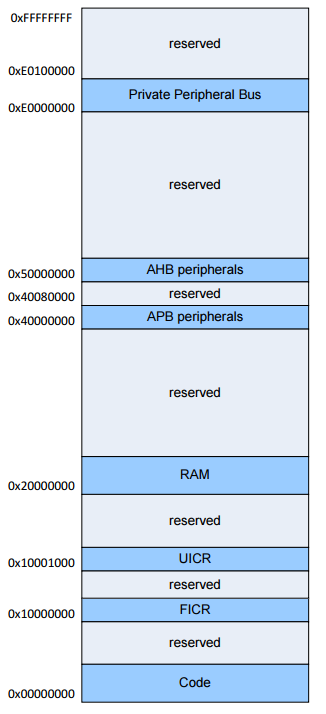 0xFFFFFFFF
reserved
0xE0100000
Private Peripheral Bus
0xE0000000
reserved
AHB peripherals
0x50000000
reserved
0x40080000
APB peripherals
0x40000000
reserved
RAM
0x20000000
reserved
UICR
0x10001000
reserved
FICR
0x10000000
reserved
Code
0x00000000